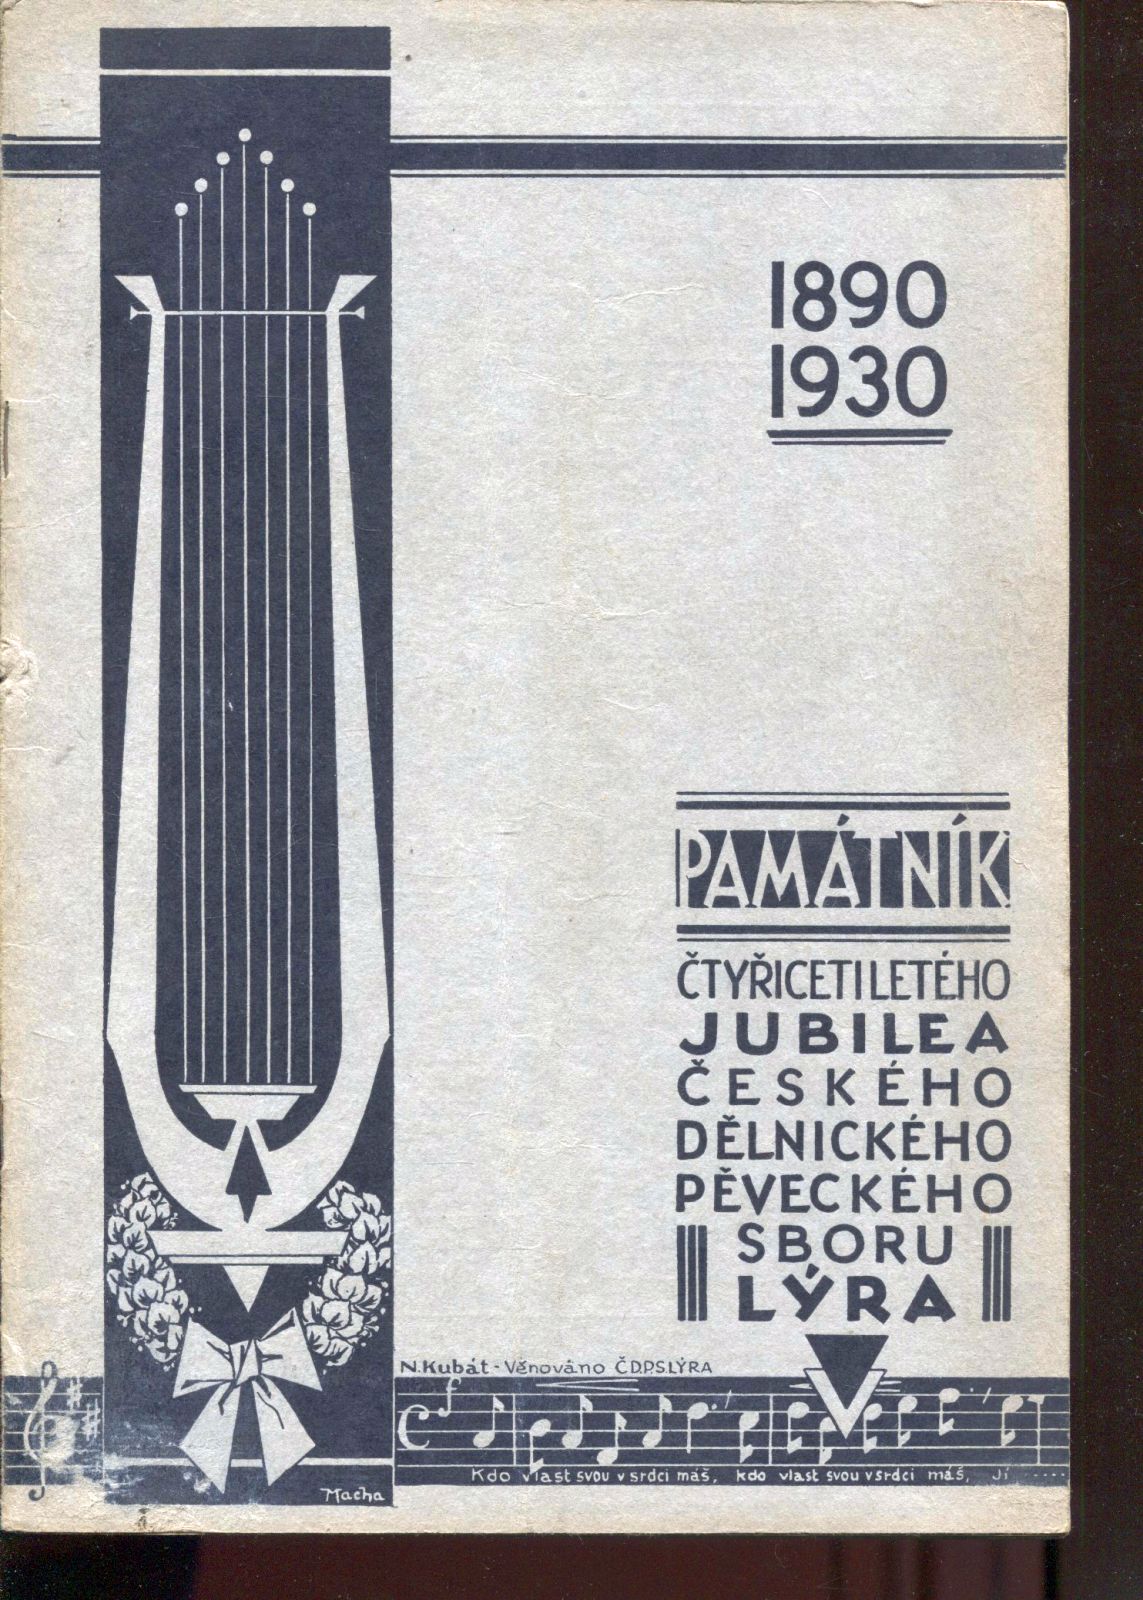 1890
1930
PAMÁTNÍK
ČTYŘICETILETÉHO
JUBILEA
ČESKÉHO
DĚLNICKÉHO
PĚVECKÉHO
SBORU
LÝRA
N. Kubát - Věnováno Č.D.P.S. LÝRA
Kdo vlast svou v srdci máš, kdo vlast svou v srdci máš, Jí .....
Macha